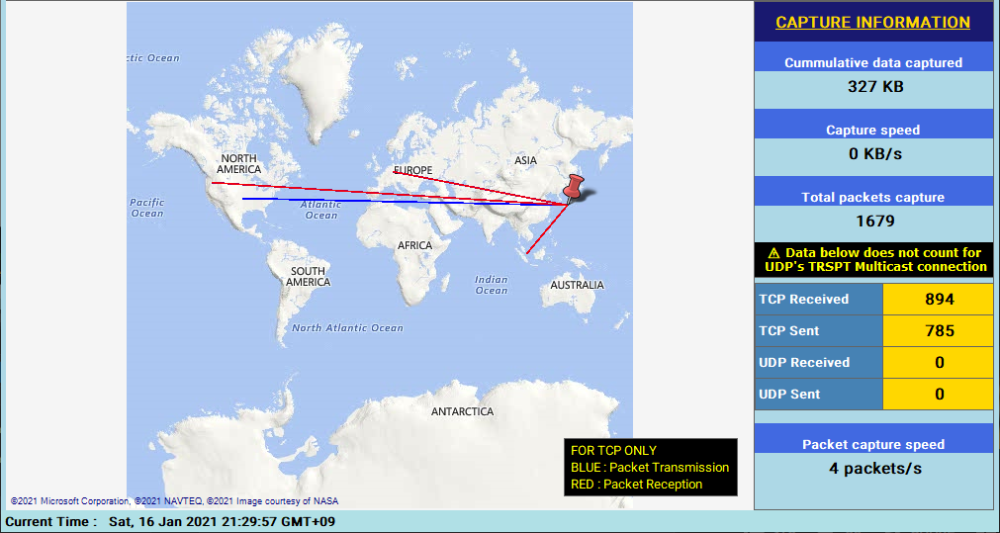 ctic Ocean
NORTH
AMERICA
EUROPE
ASIA
Pacific
Ocean
Atlantic
Ocean
AFRICA
SOUTH
AMERICA
Indian
Ocean
AUSTRALIA
North Atlantic Ocean
ANTARCTICA
FOR TCP ONLY
BLUE : Packet Transmission
RED : Packet Reception
©2021 Microsoft Corporation, ©2021 NAVTEQ, ©2021 Image courtesy of NASA
CAPTURE INFORMATION
Cummulative data captured
327 KB
Capture speed
0 KB/s
Total packets capture
1679
⚠ Data below does not count for
UDP's TRSPT Multicast connection
TCP Received 894
TCP Sent 785
UDP Received 0
UDP Sent 0
Packet capture speed
4 packets/s
Current Time : Sat, 16 Jan 2021 21:29:57 GMT+09